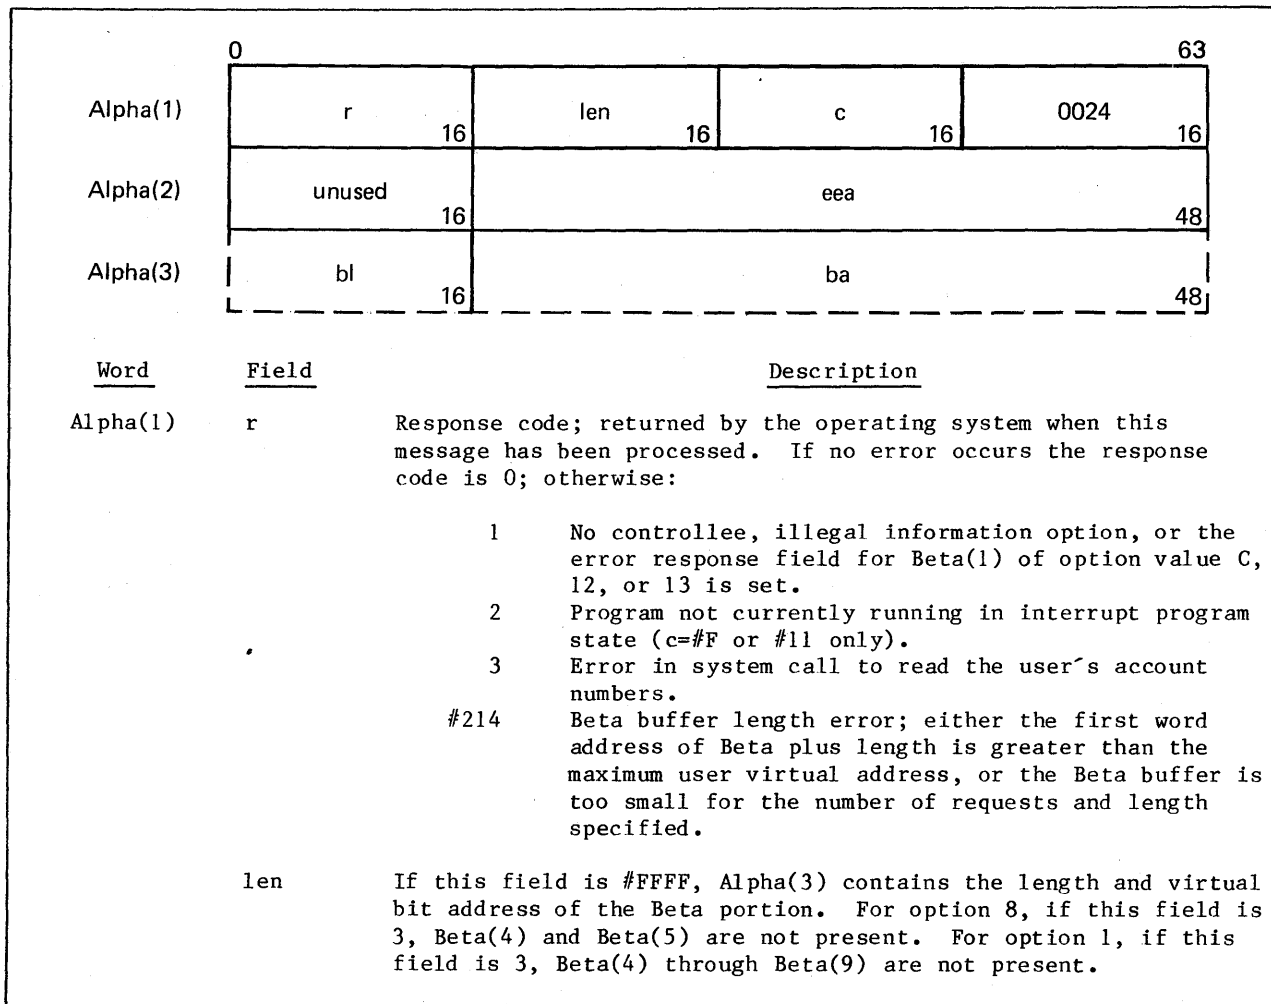 0 63
Alpha(1) r 16 len 16 c 16 0024 16
Alpha(2) unused 16 eea 48
Alpha(3) bl 16 ba 48
Word Field Description
Alpha(1) r Response code; returned by the operating system when this
message has been processed. If no error occurs the response
code is 0; otherwise:
1 No controllee, illegal information option, or the
error response field for Beta(1) of option value C,
12, or 13 is set.
2 Program not currently running in interrupt program
state (c=#F or #11 only).
3 Error in system call to read the user´s account
numbers.
#214 Beta buffer length error; either the first word
address of Beta plus length is greater than the
maximum user virtual address, or the Beta buffer is
too small for the number of requests and length
specified.
len If this field is #FFFF, Alpha(3) contains the length and virtual
bit address of the Beta portion. For option 8, if this field is
3, Beta(4) and Beta(5) are not present. For option 1, if this
field is 3, Beta(4) through Beta(9) are not present.